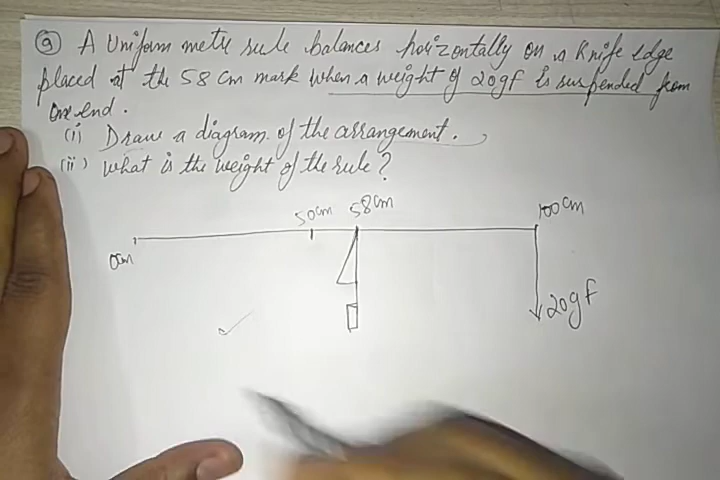 9 A Uniform metre rule balances horizontally on a Knife edge
placed at the 58 cm mark when a weight of 20gf is suspended from
one end.
(i) Draw a diagram of the arrangement.
(ii) What is the weight of the rule?
0cm 50cm 58cm 100cm
20gf